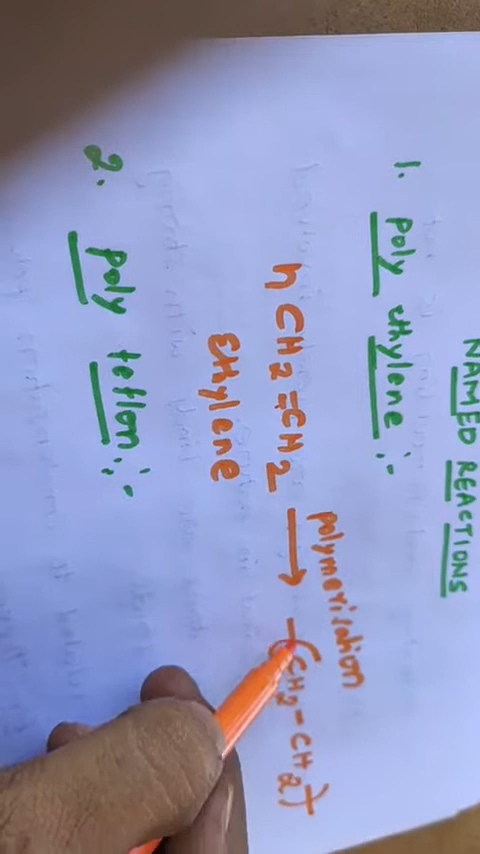 NAMED REACTIONS
1. Poly ethylene :-
polymerisation
n CH2=CH2 → -(CH2-CH2)
Ethylene
2. Poly teflon :-